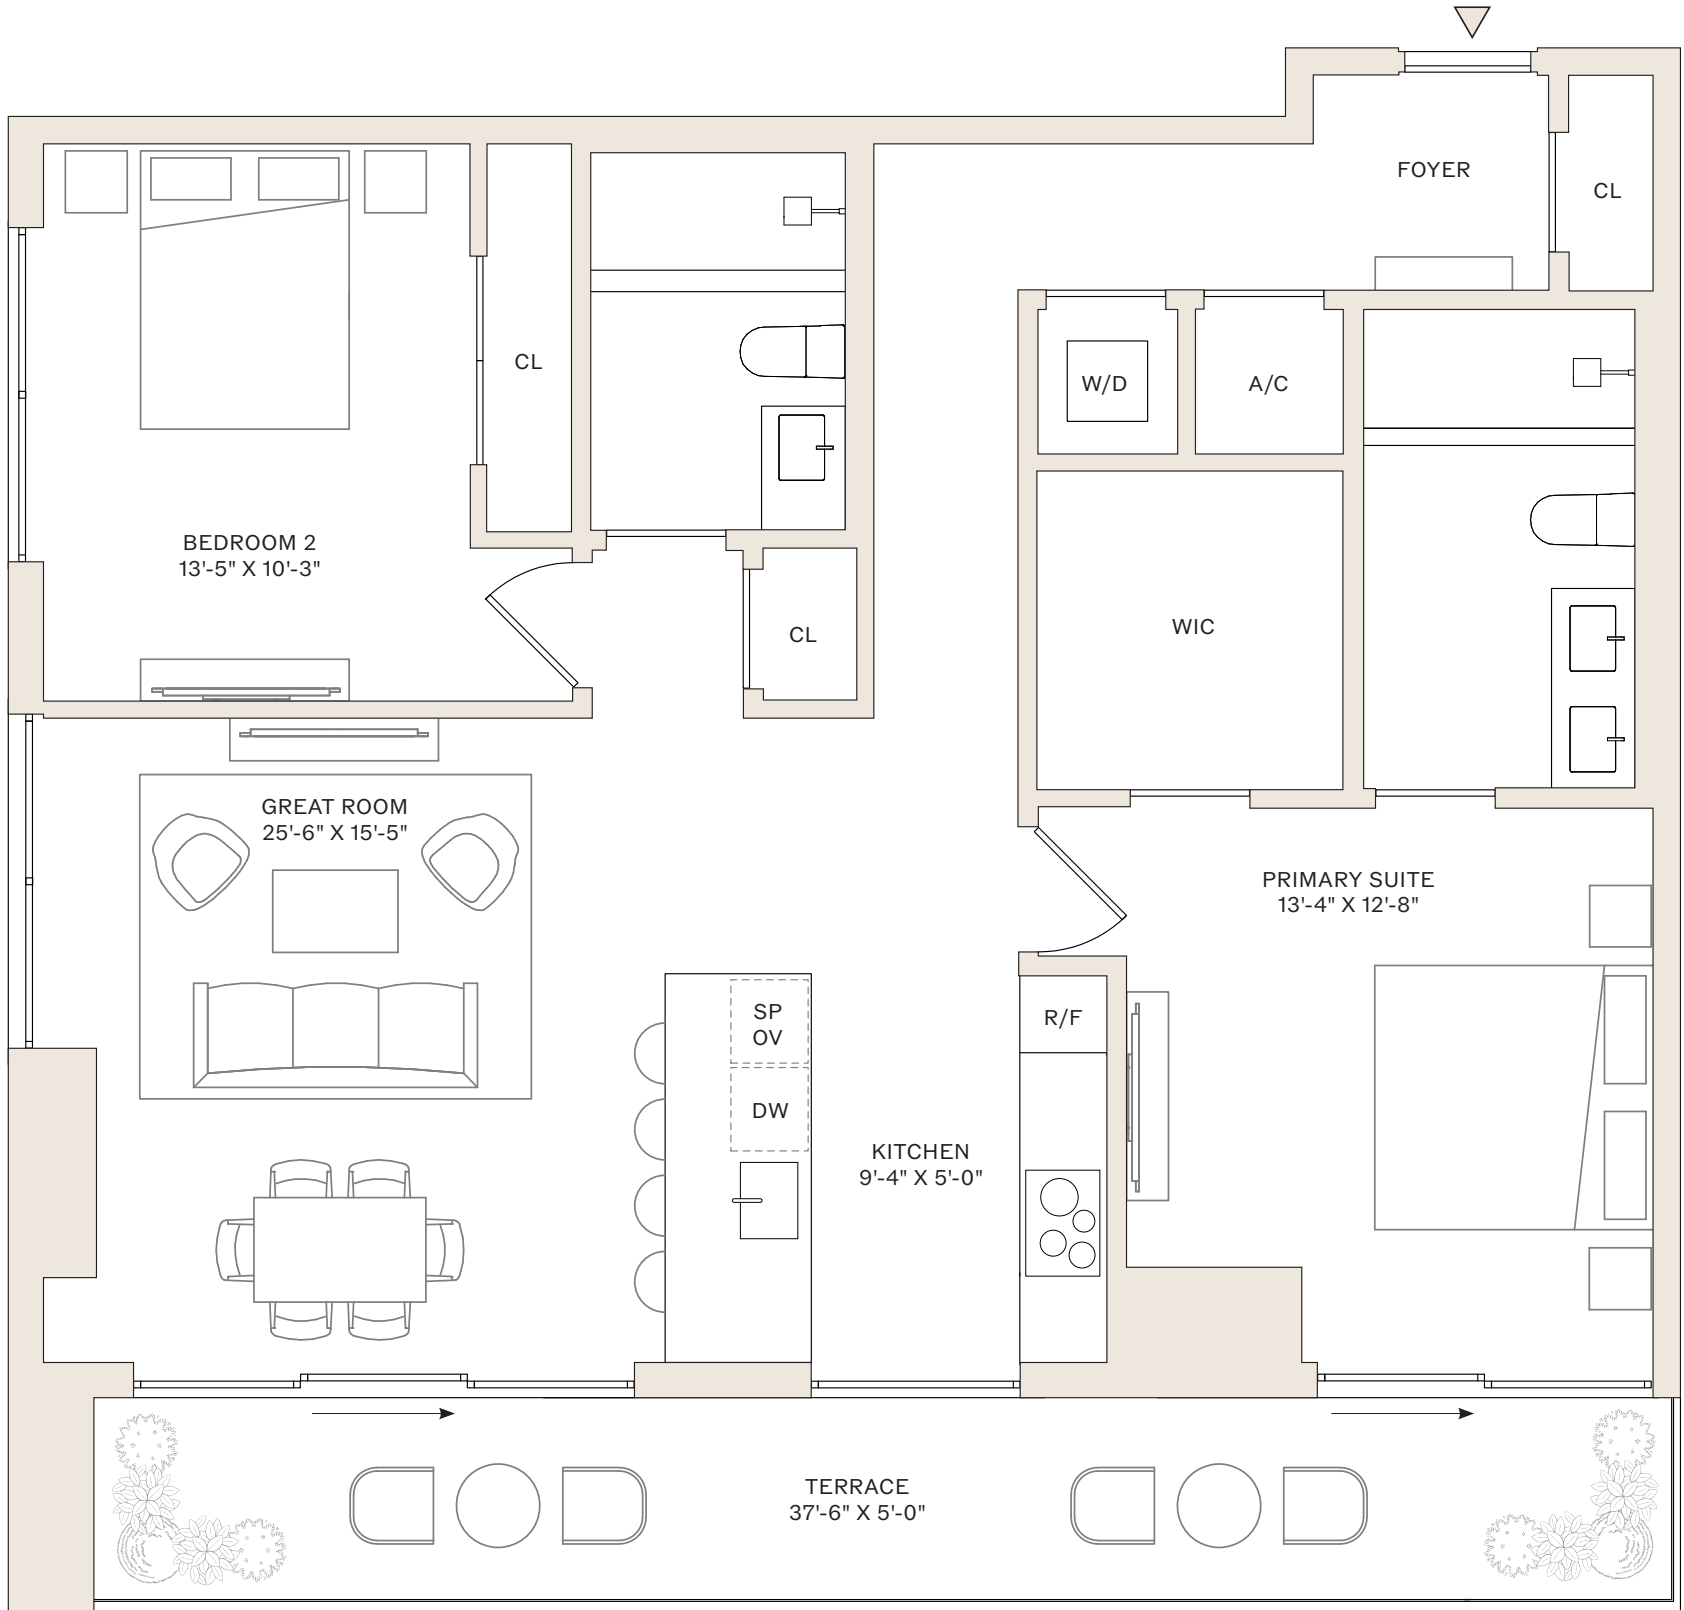 FOYER
CL
CL
W/D
A/C
BEDROOM 2
13'-5" X 10'-3"
CL
WIC
GREAT ROOM
25'-6" X 15'-5"
PRIMARY SUITE
13'-4" X 12'-8"
SP
OV
R/F
DW
KITCHEN
9'-4" X 5'-0"
TERRACE
37'-6" X 5'-0"